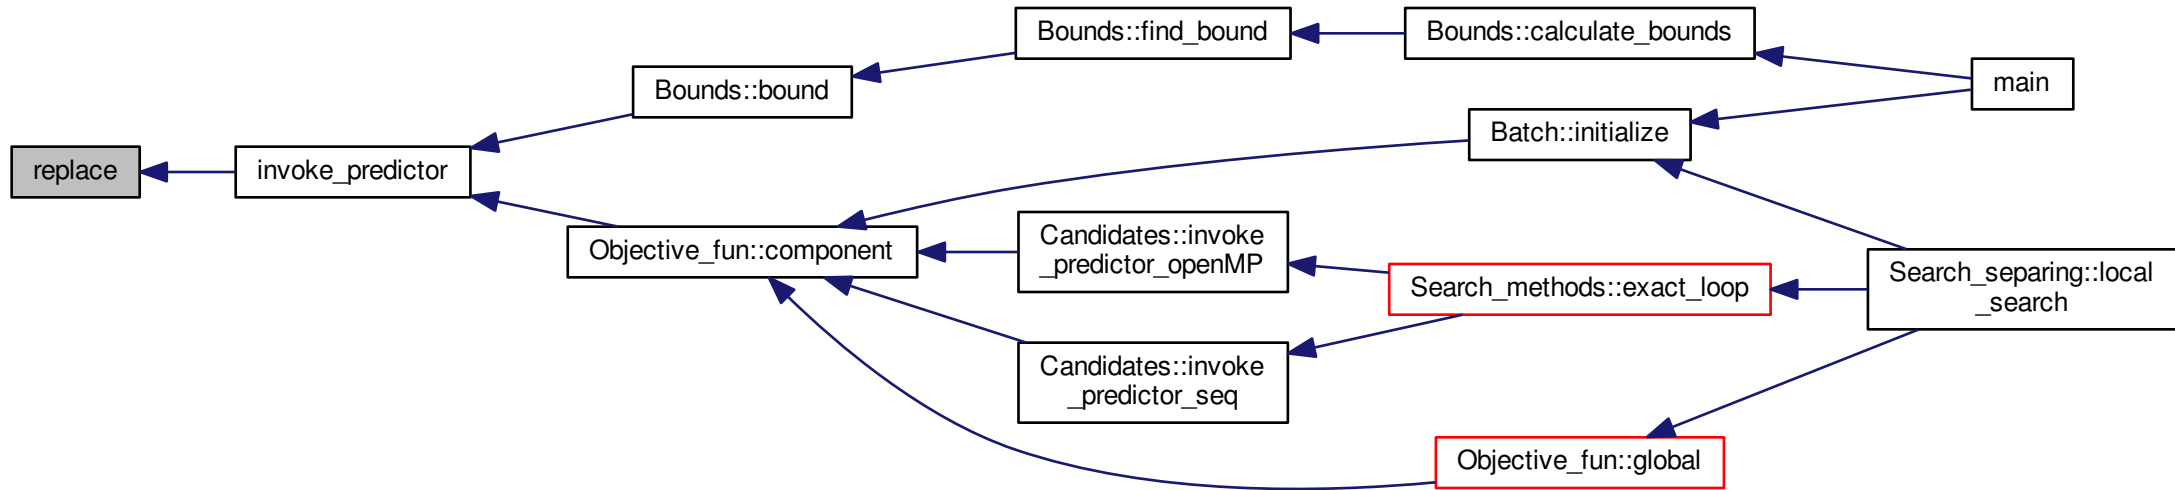 Bounds::find_bound
Bounds::calculate_bounds
main
Bounds::bound
Batch::initialize
replace
invoke_predictor
Objective_fun::component
Candidates::invoke
_predictor_openMP
Search_methods::exact_loop
Search_separing::local
_search
Candidates::invoke
_predictor_seq
Objective_fun::global